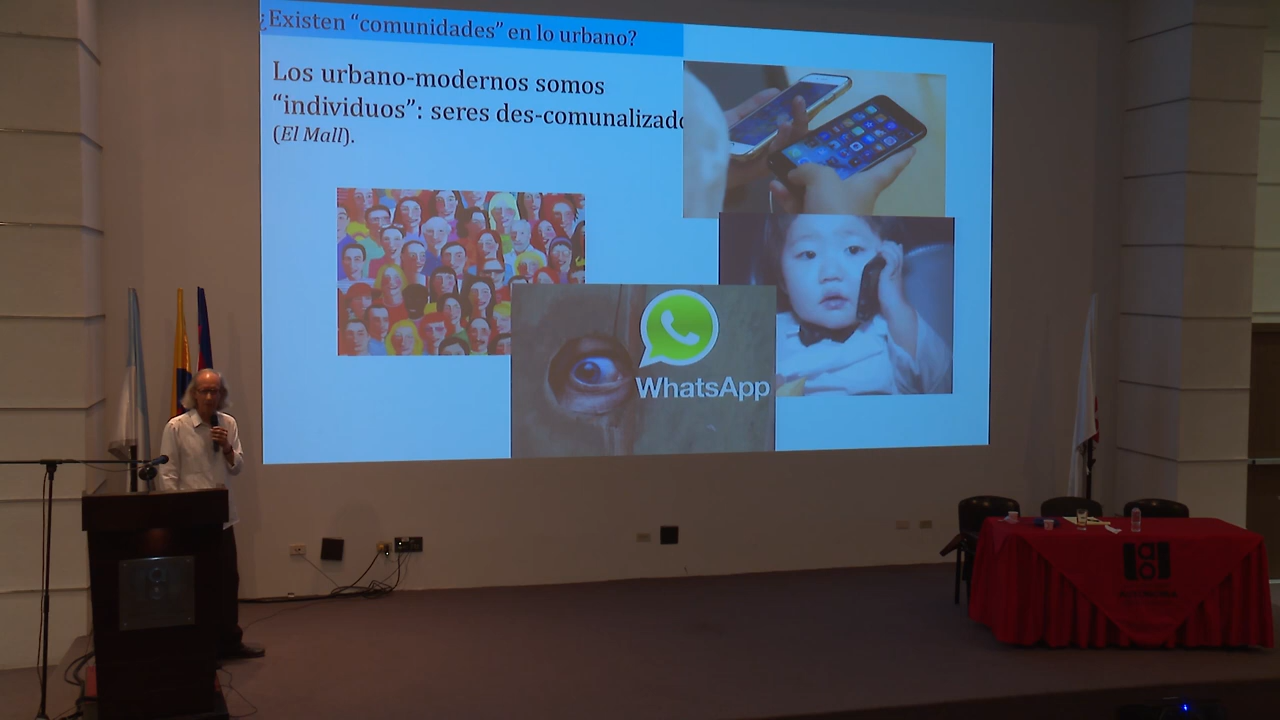 ¿Existen “comunidades” en lo urbano?
Los urbano-modernos somos
“individuos”: seres des-comunalizado
(El Mall).
WhatsApp